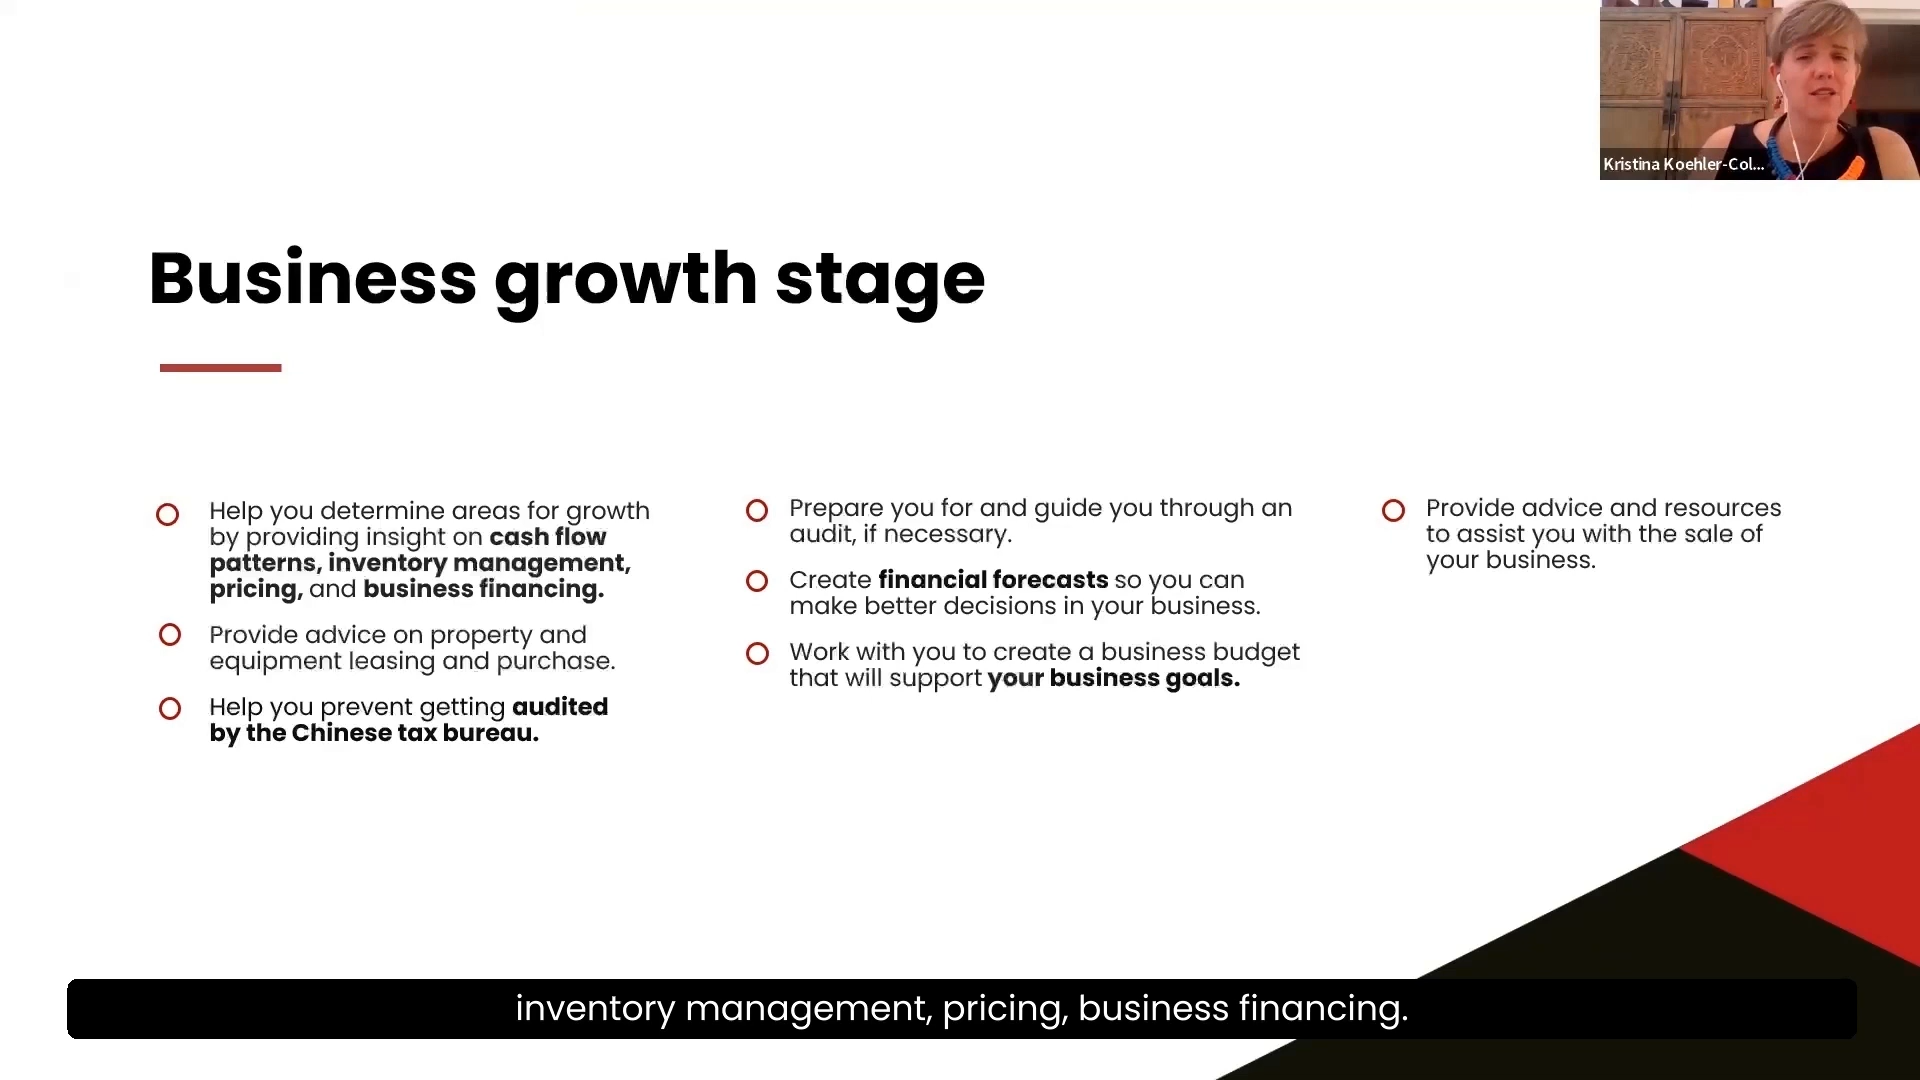 Kristina Koehler-Col...
Business growth stage
Help you determine areas for growth
by providing insight on cash flow
patterns, inventory management,
pricing, and business financing.
Provide advice on property and
equipment leasing and purchase.
Help you prevent getting audited
by the Chinese tax bureau.
Prepare you for and guide you through an
audit, if necessary.
Create financial forecasts so you can
make better decisions in your business.
Work with you to create a business budget
that will support your business goals.
Provide advice and resources
to assist you with the sale of
your business.
inventory management, pricing, business financing.